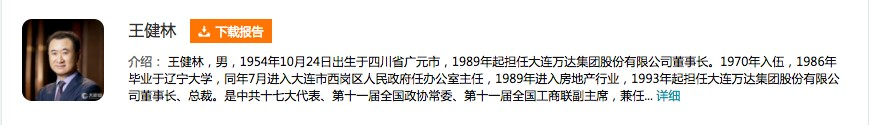 王健林
下载报告
介绍： 王健林，男，1954年10月24日出生于四川省广元市，1989年起担任大连万达集团股份有限公司董事长。1970年入伍，1986年
毕业于辽宁大学，同年7月进入大连市西岗区人民政府任办公室主任，1989年进入房地产行业，1993年起担任大连万达集团股份有限公
司董事长、总裁。是中共十七大代表、第十一届全国政协常委、第十一届全国工商联副主席，兼任... 详细